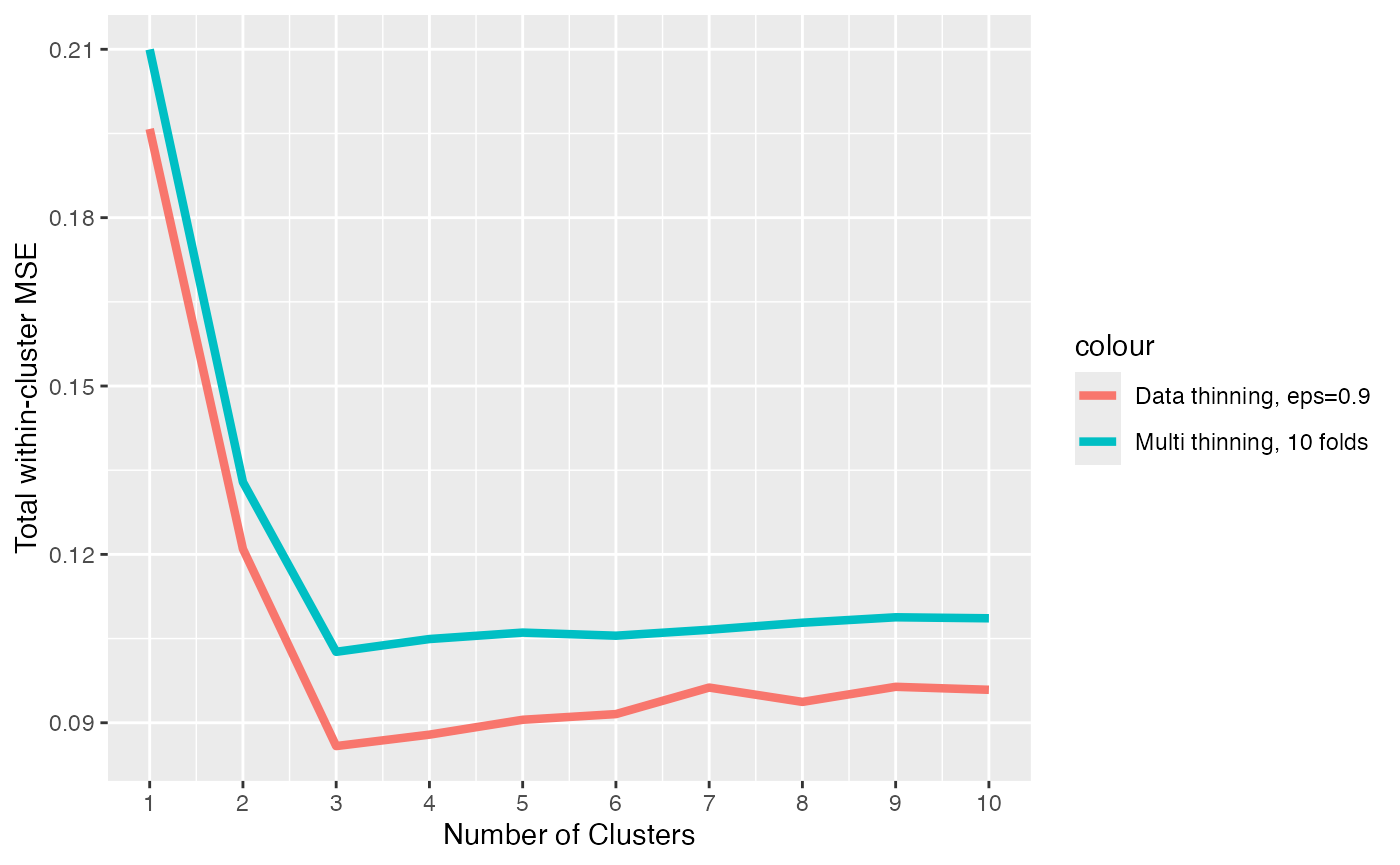 Total within-cluster MSE
0.21
0.18
0.15
0.12
0.09
1 2 3 4 5 6 7 8 9 10
Number of Clusters
colour
Data thinning, eps=0.9
Multi thinning, 10 folds